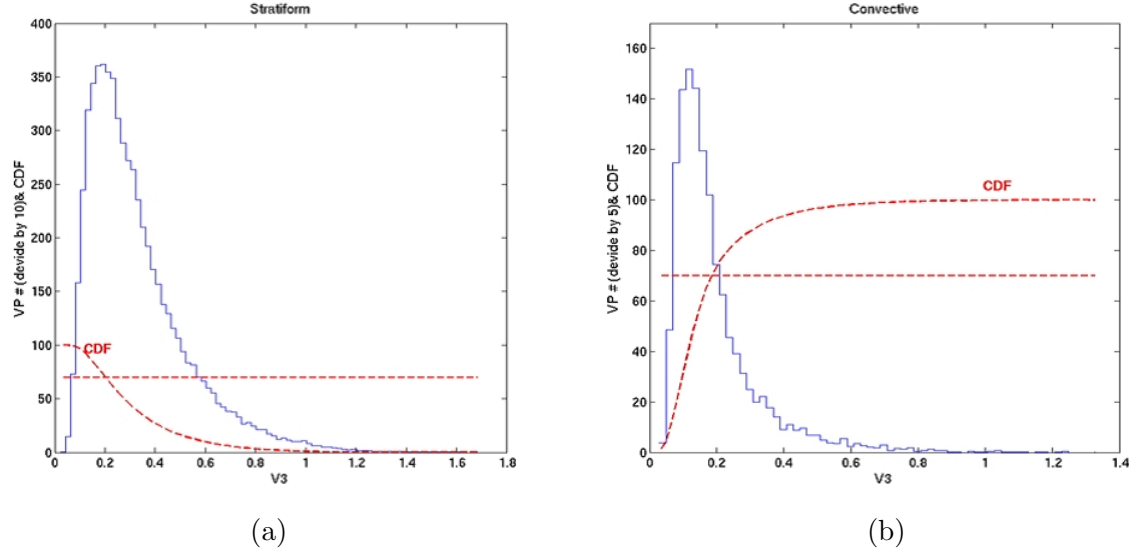 Stratiform
400
350
300
250
200
150
100
50
0
VP # (devide by 10)& CDF
CDF
0 0.2 0.4 0.6 0.8 1 1.2 1.4 1.6 1.8
V3
(a)
Convective
160
140
120
100
80
60
40
20
0
VP # (devide by 5)& CDF
CDF
0 0.2 0.4 0.6 0.8 1 1.2 1.4
V3
(b)